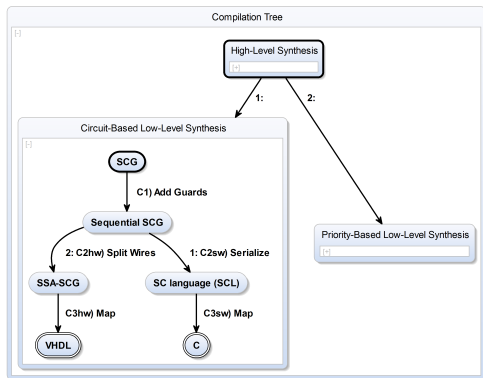 Compilation Tree
[-]
High-Level Synthesis
[+]
1:
2:
Circuit-Based Low-Level Synthesis
[-]
SCG
C1) Add Guards
Sequential SCG
2: C2hw) Split Wires
1: C2sw) Serialize
SSA-SCG
SC language (SCL)
C3hw) Map
C3sw) Map
VHDL
C
Priority-Based Low-Level Synthesis
[+]